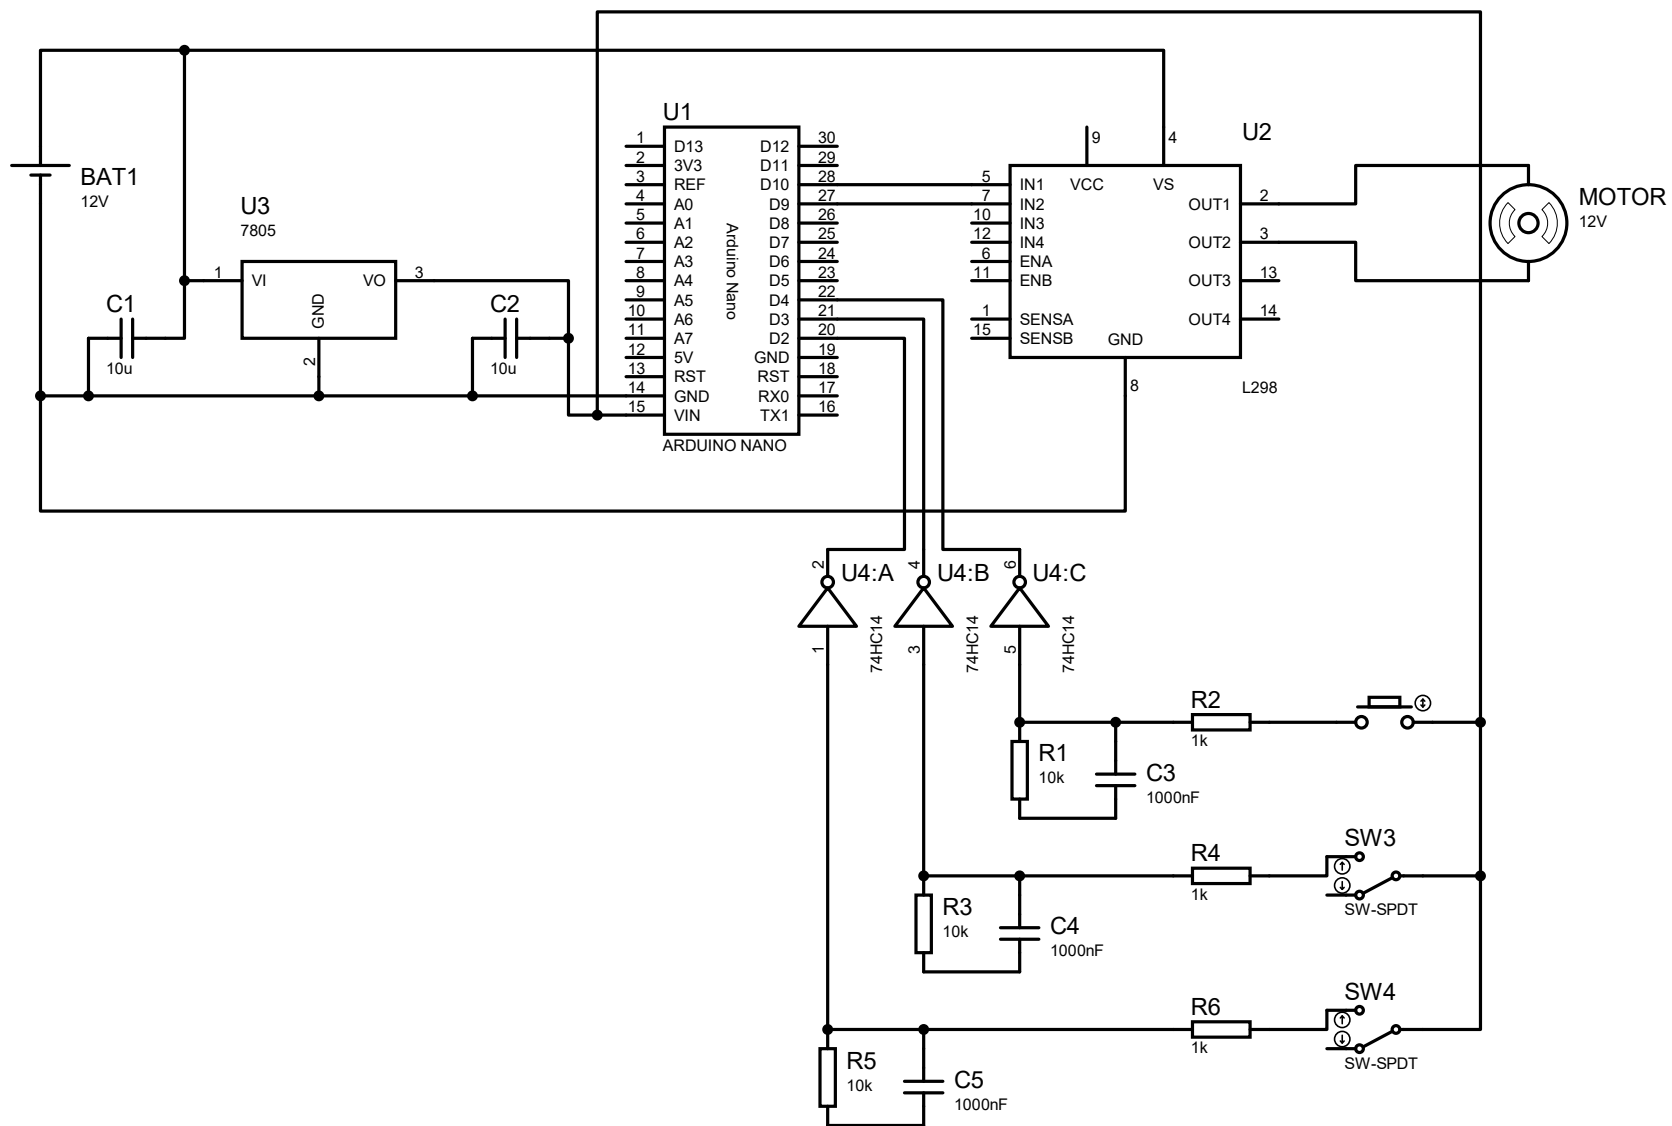 BAT1
12V
U3
7805
1
VI
VO
3
GND
2
C1
10u
C2
10u
U1
1
D13
D12
30
2
3V3
D11
29
3
REF
D10
28
4
A0
D9
27
5
A1
D8
26
6
A2
D7
25
7
A3
D6
24
8
A4
D5
23
9
A5
D4
22
10
A6
D3
21
11
A7
D2
20
12
5V
GND
19
13
RST
RST
18
14
GND
RX0
17
15
VIN
TX1
16
Arduino Nano
ARDUINO NANO
U2
9
4
VCC
VS
5
IN1
7
IN2
10
IN3
12
IN4
6
ENA
11
ENB
1
SENSA
15
SENSB
OUT1
2
OUT2
3
OUT3
13
OUT4
14
GND
8
L298
MOTOR
12V
2
U4:A
1
74HC14
4
U4:B
3
74HC14
6
U4:C
5
74HC14
R2
1k
R1
10k
C3
1000nF
R4
1k
SW3
SW-SPDT
R3
10k
C4
1000nF
R6
1k
SW4
SW-SPDT
R5
10k
C5
1000nF